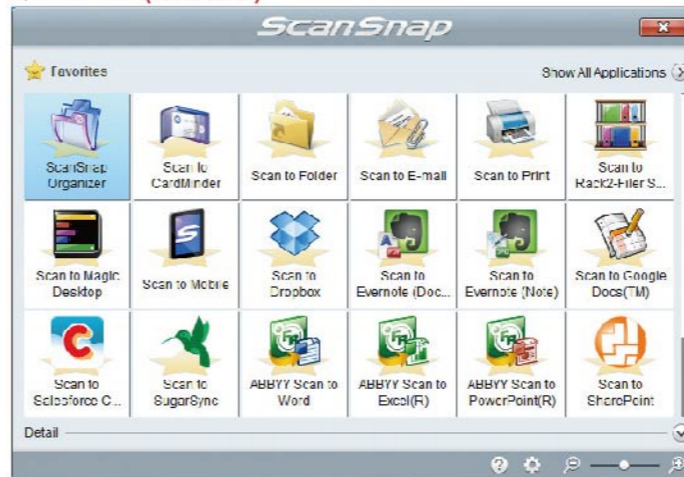 ScanSnap
Favorites
Show All Applications
ScanSnap Organizer
Scan to CardMinder
Scan to Folder
Scan to E-mail
Scan to Print
Scan to Rack2-Filer S...
Scan to Magic Desktop
Scan to Mobile
Scan to Dropbox
Scan to Evernote (Doc...
Scan to Evernote (Note)
Scan to Google Docs(TM)
Scan to Salesforce C...
Scan to SugarSync
ABBYY Scan to Word
ABBYY Scan to Excel(R)
ABBYY Scan to PowerPoint(R)
Scan to SharePoint
Detail